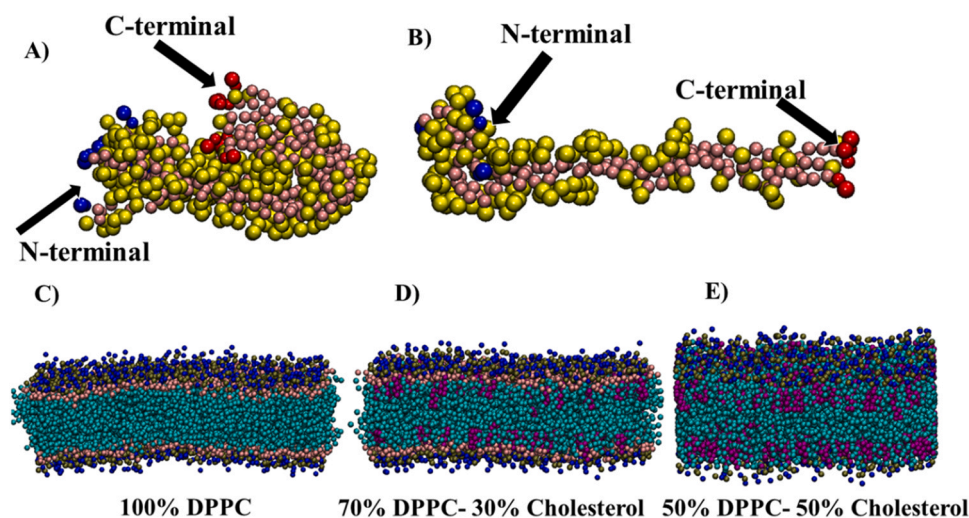 A)
C-terminal
N-terminal
B)
N-terminal
C-terminal
C)
D)
E)
100% DPPC
70% DPPC- 30% Cholesterol
50% DPPC- 50% Cholesterol